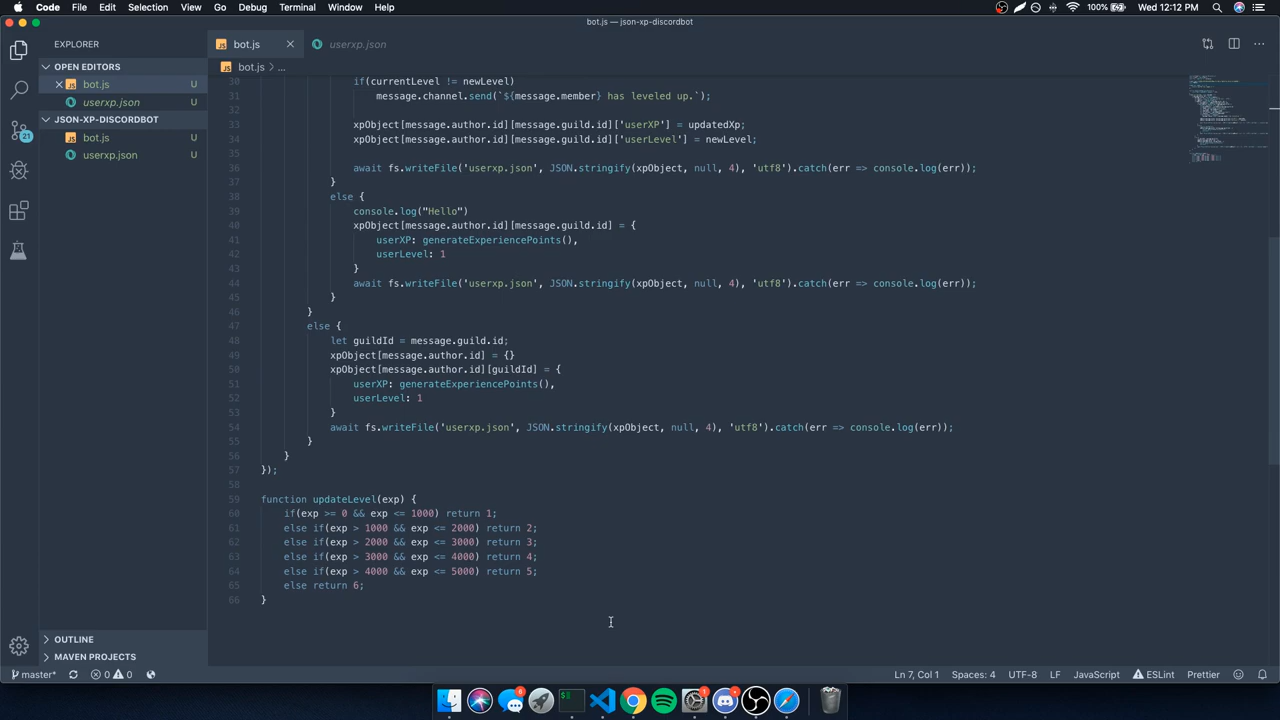 Code File Edit Selection View Go Debug Terminal Window Help 100% Wed 12:12 PM
bot.js — json-xp-discordbot
EXPLORER
bot.js
userxp.json
OPEN EDITORS
bot.js > ...
bot.js U
userxp.json U
JSON-XP-DISCORDBOT
bot.js U
userxp.json U
21
30 if(currentLevel != newLevel)
31 message.channel.send(`${message.member} has leveled up.`);
32
33 xpObject[message.author.id][message.guild.id]['userXP'] = updatedXp;
34 xpObject[message.author.id][message.guild.id]['userLevel'] = newLevel;
35
36 await fs.writeFile('userxp.json', JSON.stringify(xpObject, null, 4), 'utf8').catch(err => console.log(err));
37 }
38 else {
39 console.log("Hello")
40 xpObject[message.author.id][message.guild.id] = {
41 userXP: generateExperiencePoints(),
42 userLevel: 1
43 }
44 await fs.writeFile('userxp.json', JSON.stringify(xpObject, null, 4), 'utf8').catch(err => console.log(err));
45 }
46 }
47 else {
48 let guildId = message.guild.id;
49 xpObject[message.author.id] = {}
50 xpObject[message.author.id][guildId] = {
51 userXP: generateExperiencePoints(),
52 userLevel: 1
53 }
54 await fs.writeFile('userxp.json', JSON.stringify(xpObject, null, 4), 'utf8').catch(err => console.log(err));
55 }
56 }
57 });
58
59 function updateLevel(exp) {
60 if(exp >= 0 && exp <= 1000) return 1;
61 else if(exp > 1000 && exp <= 2000) return 2;
62 else if(exp > 2000 && exp <= 3000) return 3;
63 else if(exp > 3000 && exp <= 4000) return 4;
64 else if(exp > 4000 && exp <= 5000) return 5;
65 else return 6;
66 }
OUTLINE
MAVEN PROJECTS
master* 0 0 Ln 7, Col 1 Spaces: 4 UTF-8 LF JavaScript ESLint Prettier